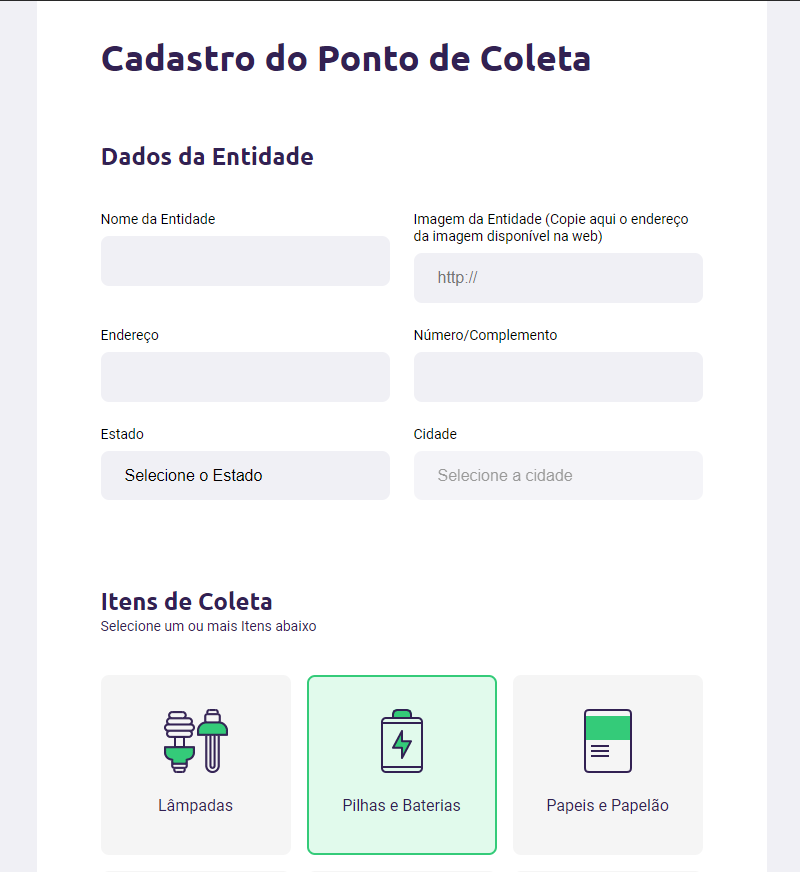 Cadastro do Ponto de Coleta
Dados da Entidade
Nome da Entidade
Imagem da Entidade (Copie aqui o endereço
da imagem disponível na web)
http://
Endereço
Número/Complemento
Estado
Cidade
Selecione o Estado
Selecione a cidade
Itens de Coleta
Selecione um ou mais Itens abaixo
Lâmpadas
Pilhas e Baterias
Papeis e Papelão